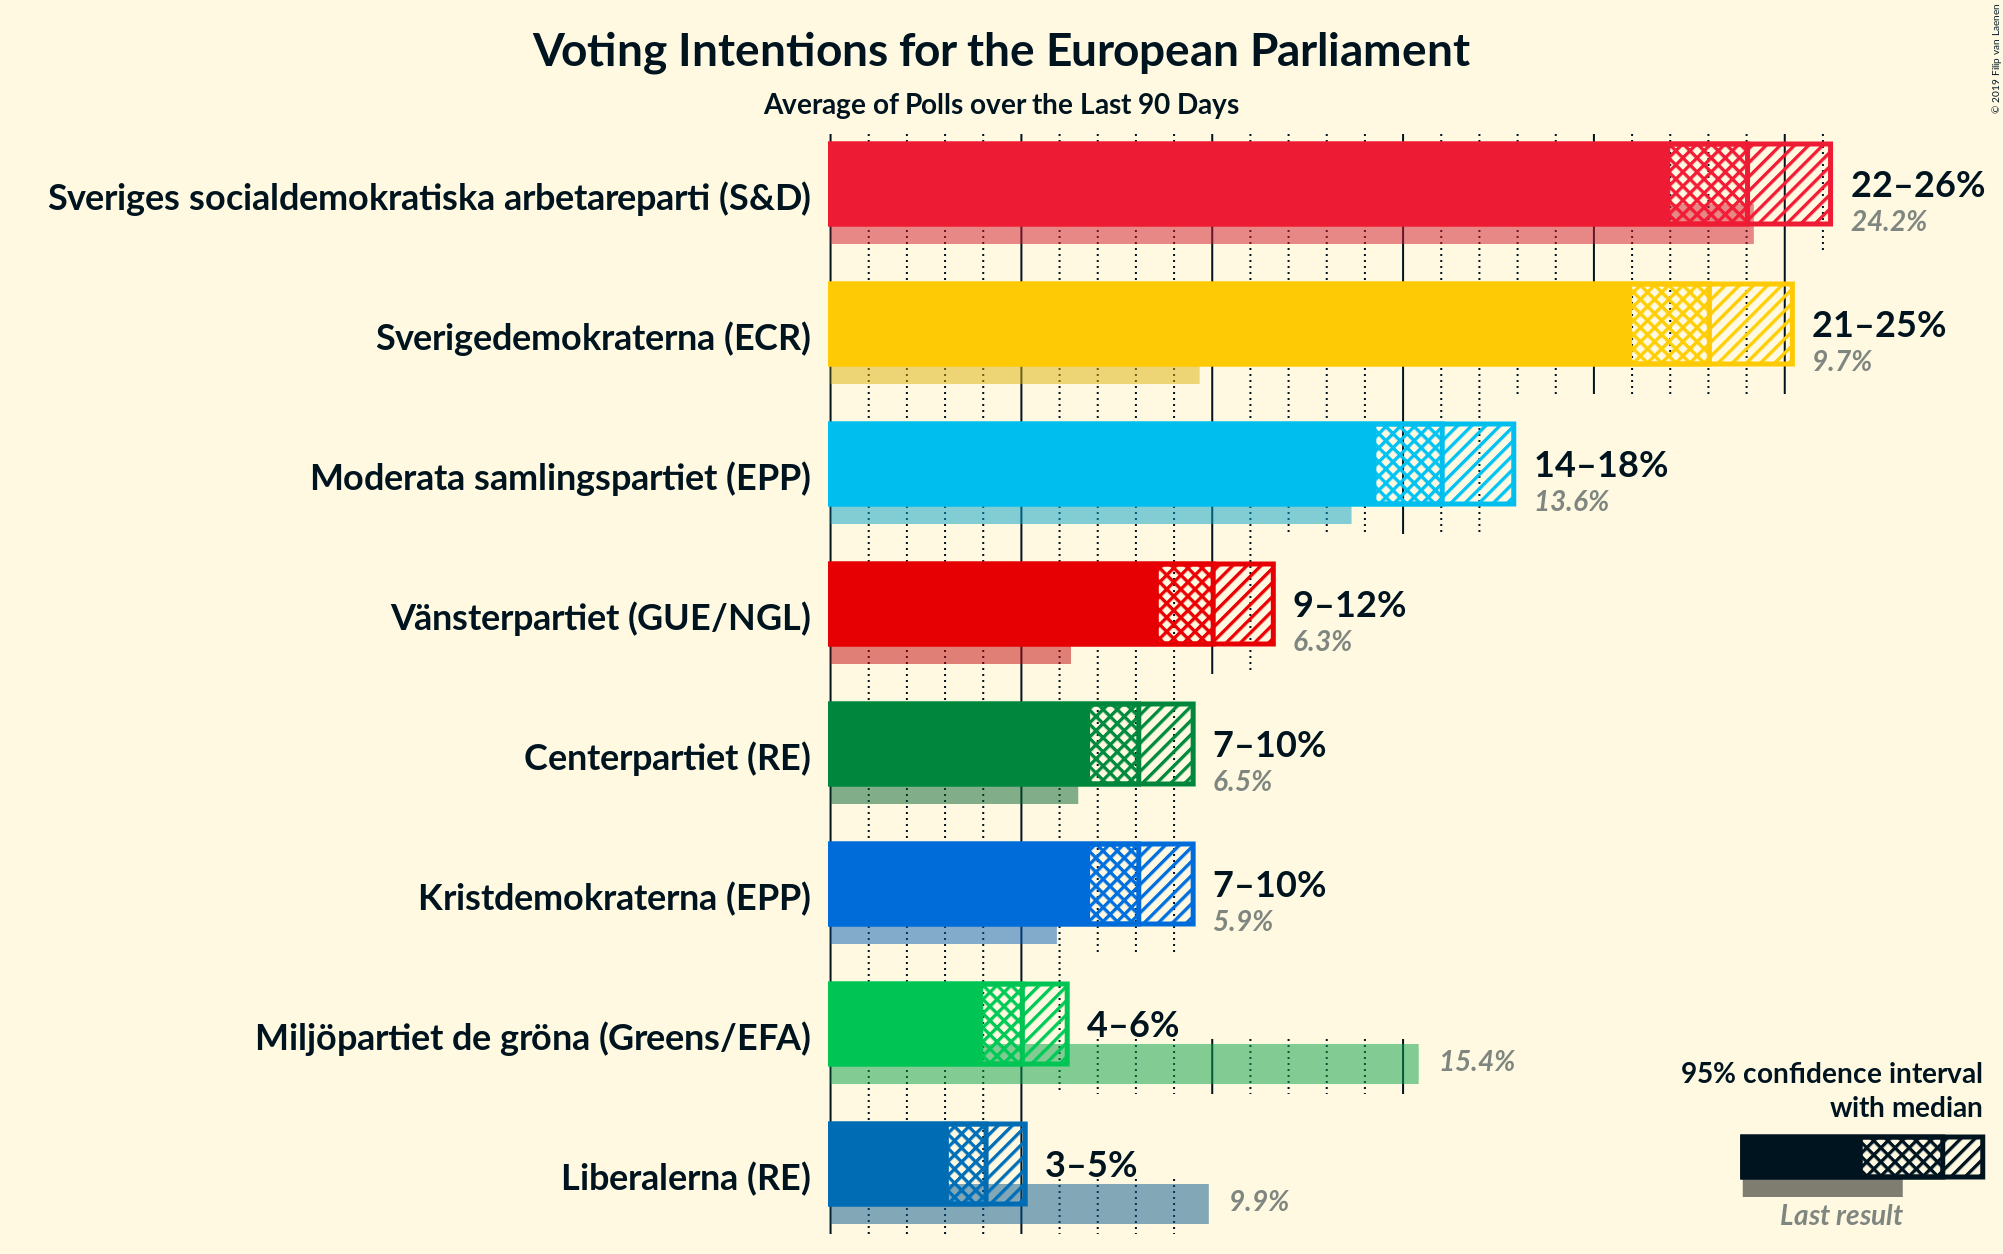 Voting Intentions for the European Parliament
Average of Polls over the Last 90 Days
© 2019 Filip van Laenen
Sveriges socialdemokratiska arbetareparti (S&D)
22–26%
24.2%
Sverigedemokraterna (ECR)
21–25%
9.7%
Moderata samlingspartiet (EPP)
14–18%
13.6%
Vänsterpartiet (GUE/NGL)
9–12%
6.3%
Centerpartiet (RE)
7–10%
6.5%
Kristdemokraterna (EPP)
7–10%
5.9%
Miljöpartiet de gröna (Greens/EFA)
4–6%
15.4%
Liberalerna (RE)
3–5%
9.9%
95% confidence interval
with median
Last result